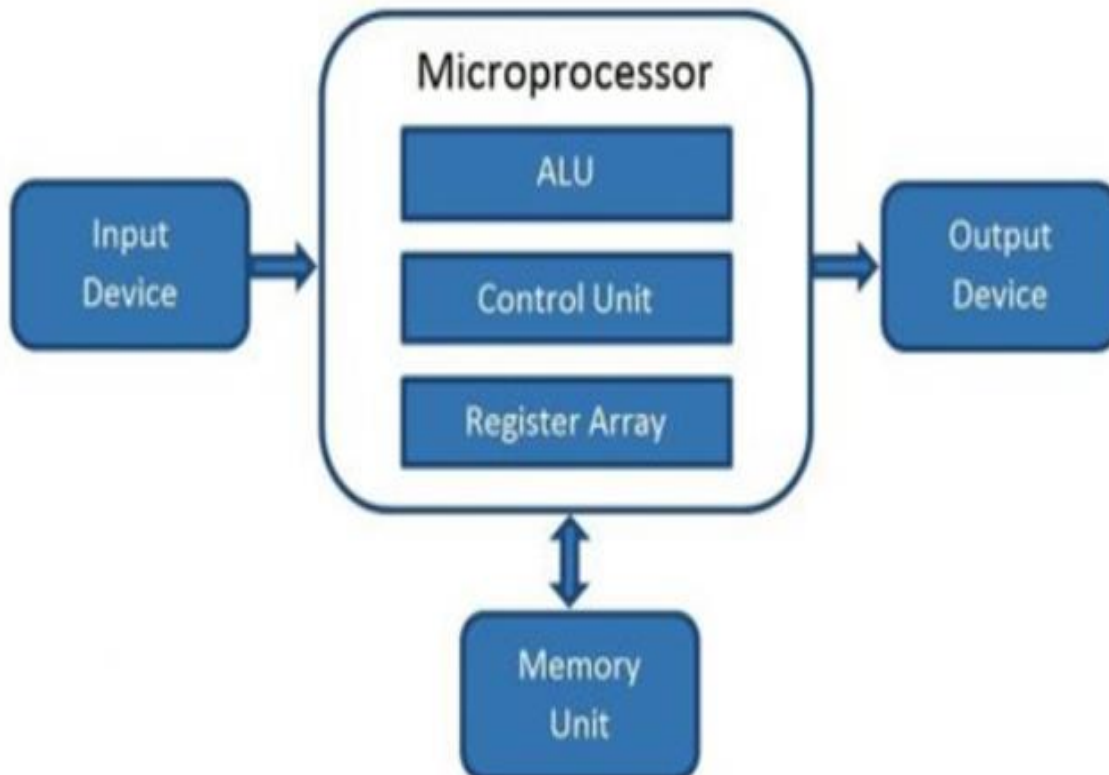 Microprocessor
ALU
Input
Device
Control Unit
Output
Device
Register Array
Memory
Unit